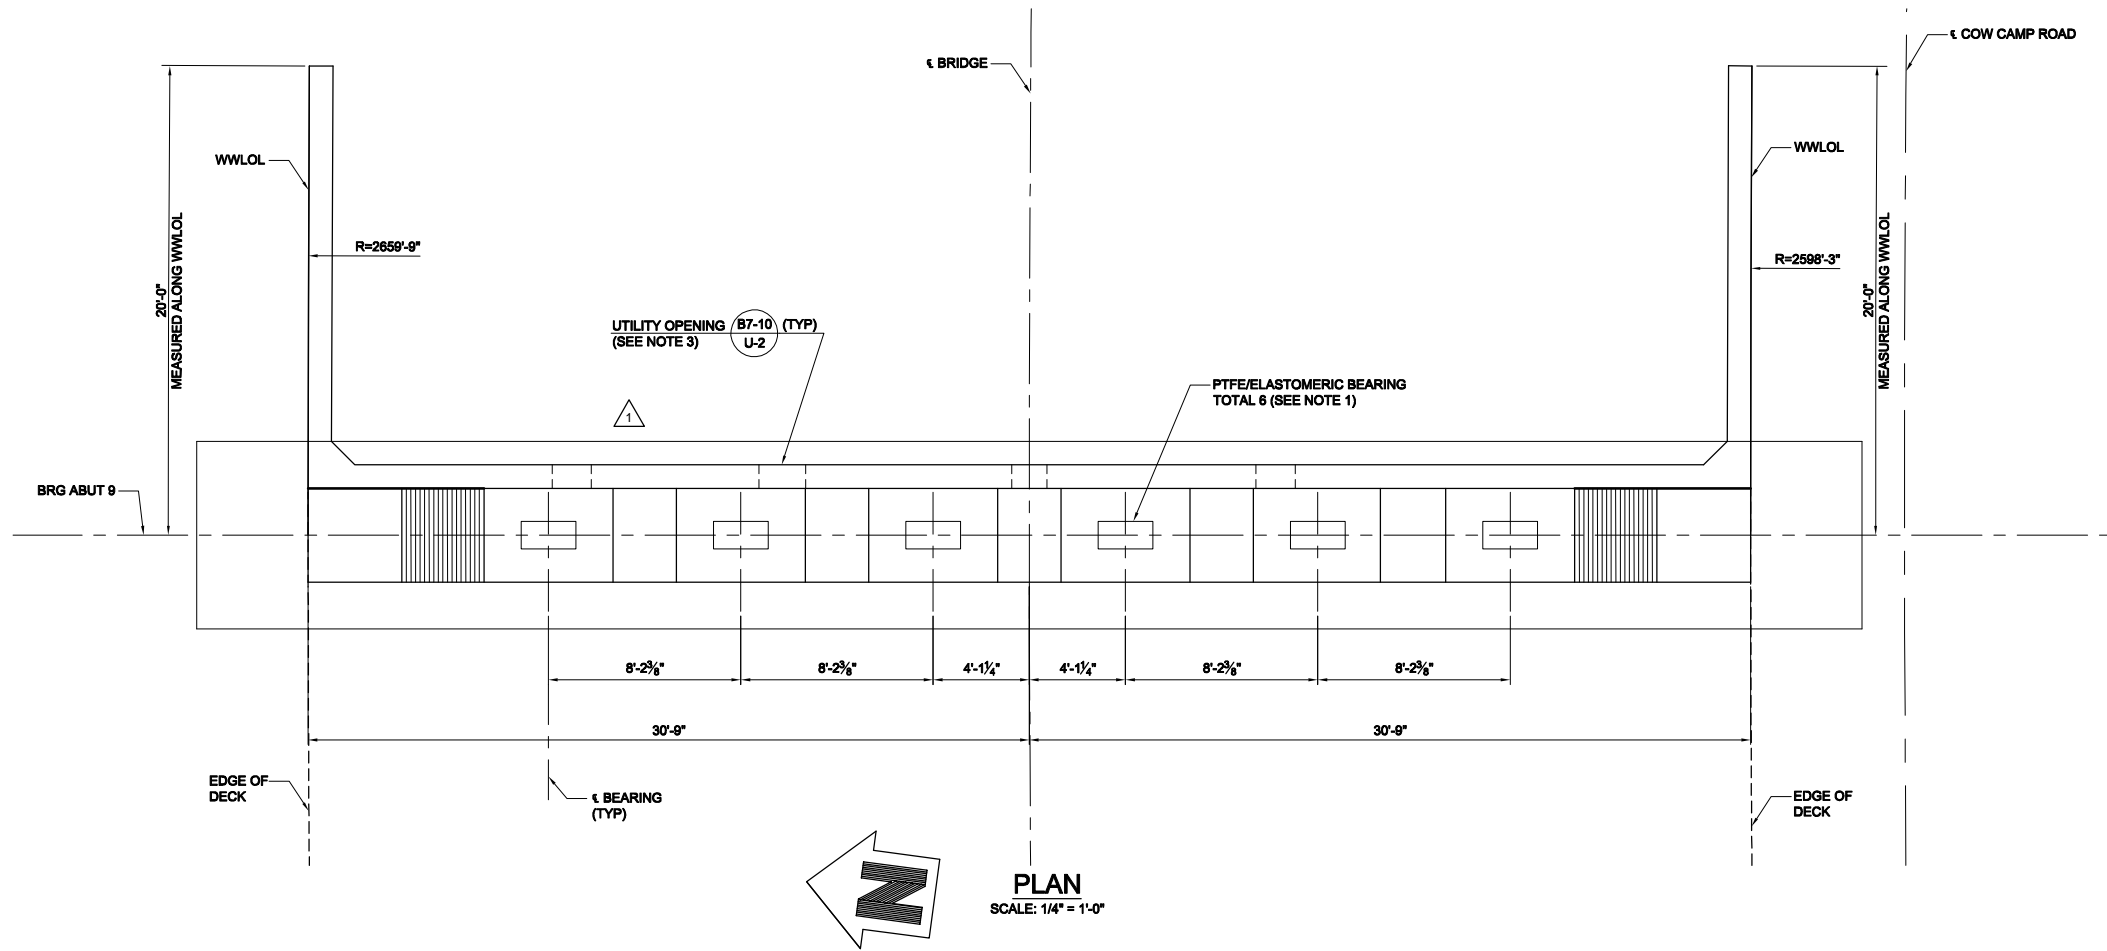 ℄ COW CAMP ROAD
℄ BRIDGE
WWLOL
WWLOL
20'-0"
MEASURED ALONG WWLOL
R=2659'-9"
R=2598'-3"
20'-0"
MEASURED ALONG WWLOL
UTILITY OPENING
(SEE NOTE 3)
B7-10
U-2
(TYP)
PTFE/ELASTOMERIC BEARING
TOTAL 6 (SEE NOTE 1)
1
BRG ABUT 9
8'-2⅜"
8'-2⅜"
4'-1¼"
4'-1¼"
8'-2⅜"
8'-2⅜"
30'-9"
30'-9"
EDGE OF
DECK
℄ BEARING
(TYP)
EDGE OF
DECK
N
PLAN
SCALE: 1/4" = 1'-0"